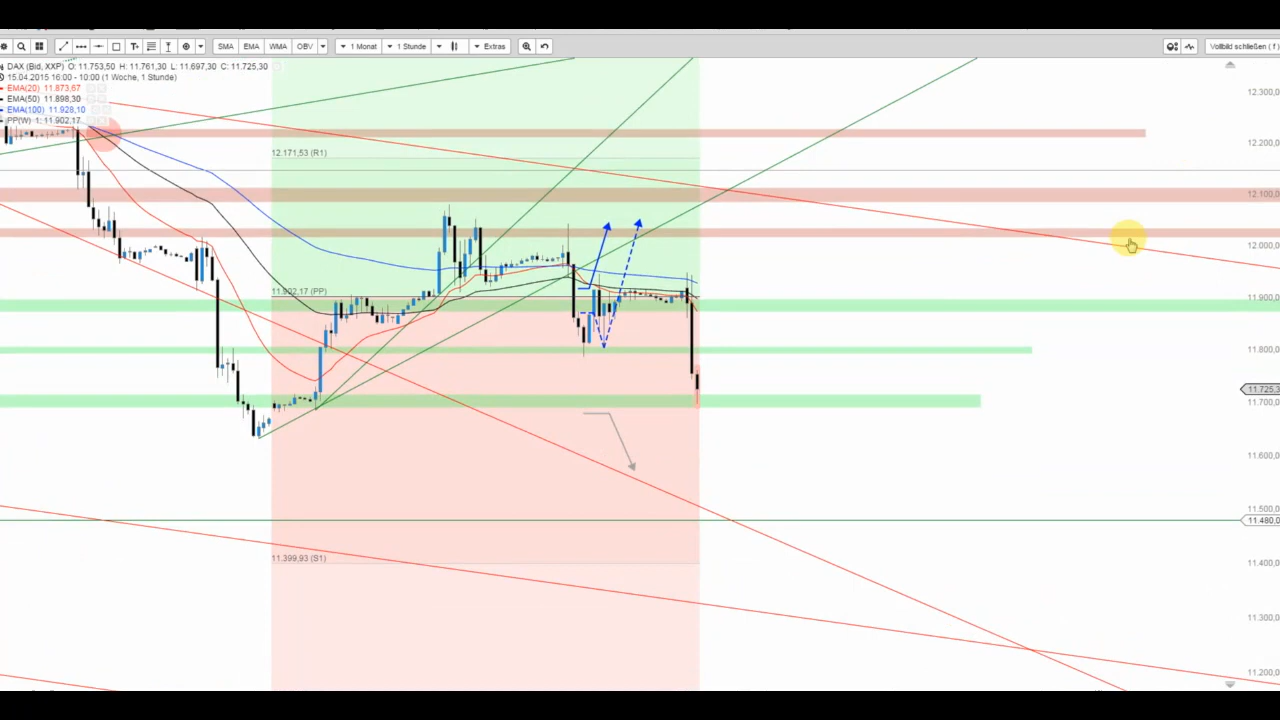 SMA EMA WMA OBV 1 Monat 1 Stunde Extras Vollbild schließen ( f )
DAX (Bid, XXP) O: 11.753,50 H: 11.761,30 L: 11.697,30 C: 11.725,30
15.04.2015 16:00 - 10:00 (1 Woche, 1 Stunde)
EMA(20) 11.873,67
EMA(50) 11.898,30
EMA(100) 11.928,10
PP(W) 1: 11.902,17
12.300,0
12.200,0
12.171,53 (R1)
12.100,0
12.000,0
11.902,17 (PP)
11.900,0
11.800,0
11.725,3
11.700,0
11.600,0
11.500,0
11.480,0
11.399,93 (S1)
11.400,0
11.300,0
11.200,0